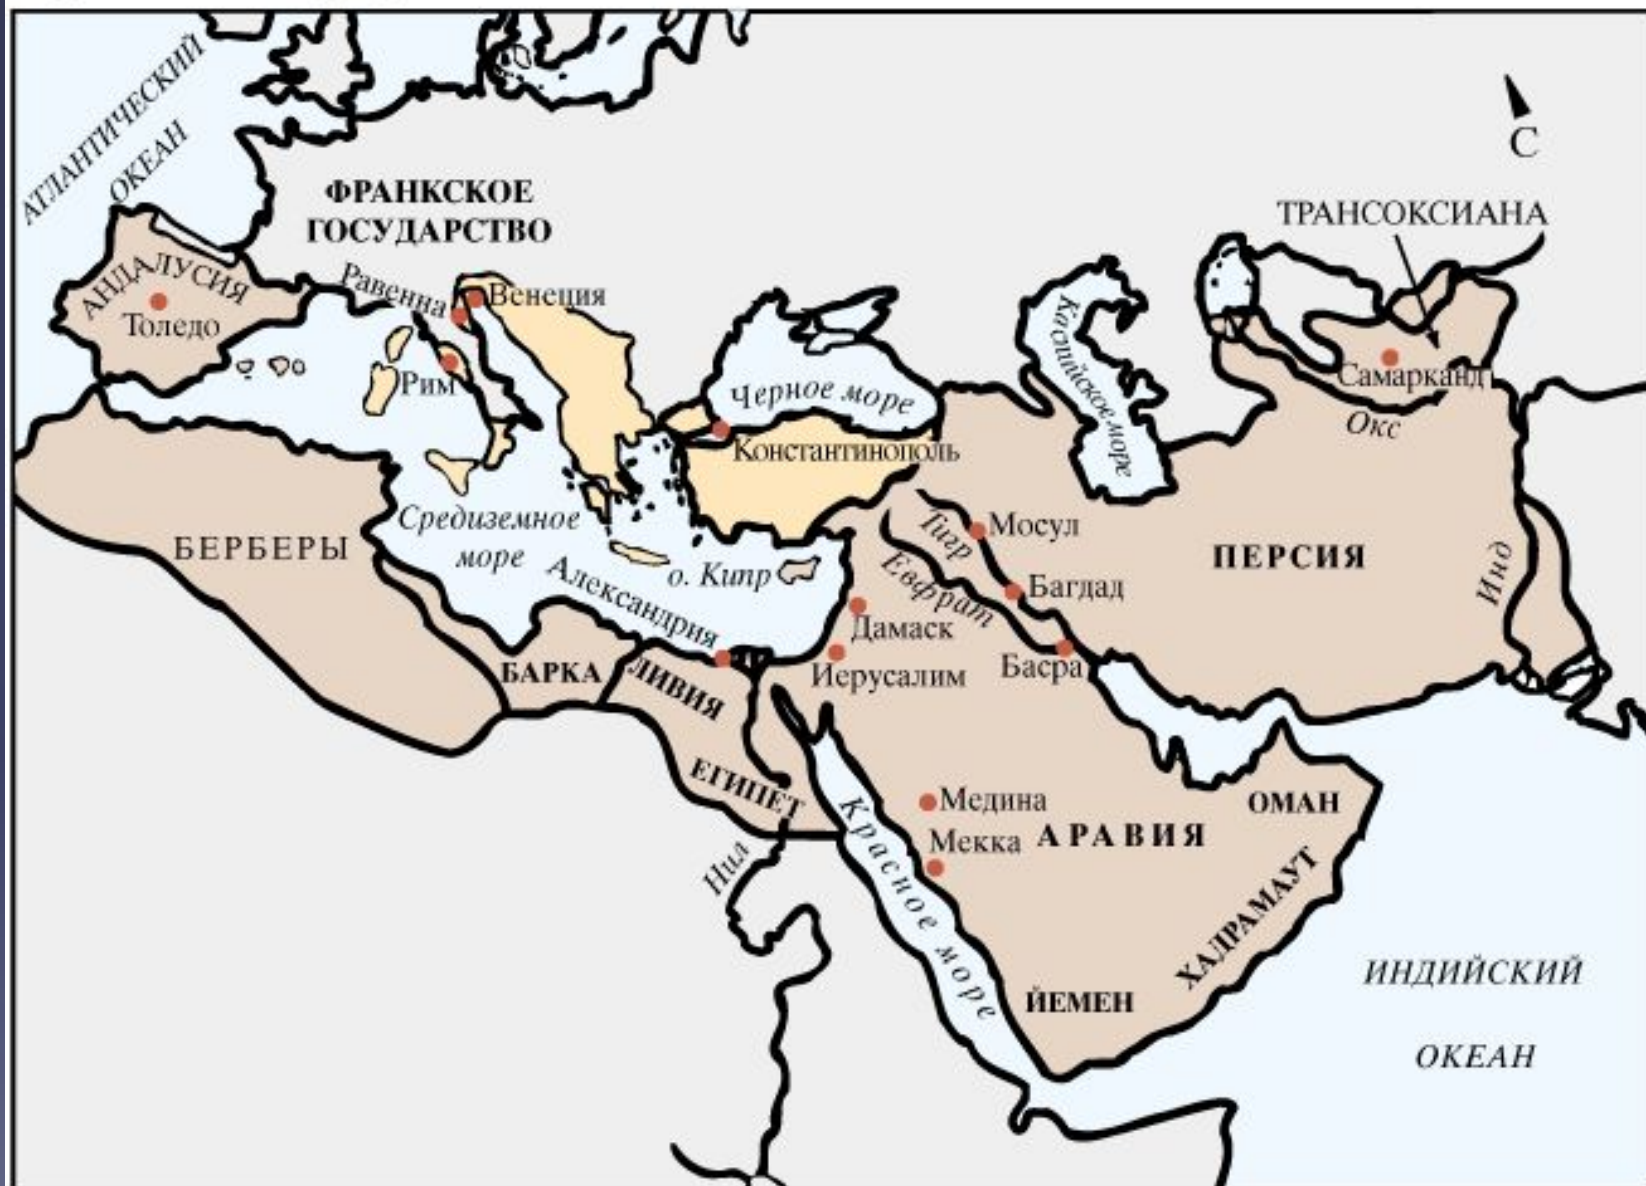 АТЛАНТИЧЕСКИЙ
ОКЕАН
С
ФРАНКСКОЕ
ГОСУДАРСТВО
ТРАНСОКСИАНА
АНДАЛУСИЯ
Толедо
Равенна
Венеция
Рим
Черное море
Каспийское море
Самарканд
Окс
Константинополь
Средиземное
море
БЕРБЕРЫ
о. Кипр
Александрия
Тигр
Мосул
Евфрат
Багдад
ПЕРСИЯ
Инд
Дамаск
Иерусалим
Басра
БАРКА
ЛИВИЯ
ЕГИПЕТ
Нил
Красное море
Медина
Мекка
АРАВИЯ
ОМАН
ХАДРАМАУТ
ЙЕМЕН
ИНДИЙСКИЙ
ОКЕАН